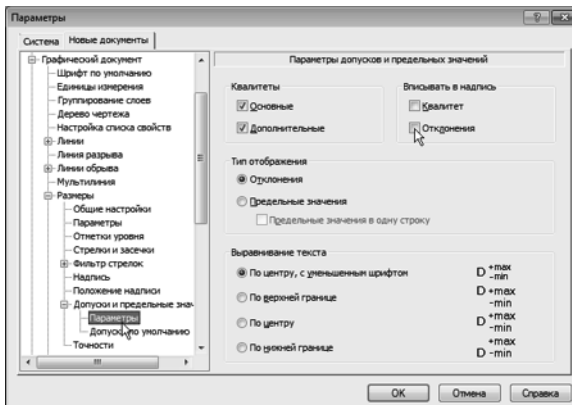 Параметры
Система
Новые документы
Графический документ
Шрифт по умолчанию
Единицы измерения
Группирование слоев
Дерево чертежа
Настройка списка свойств
Линии
Линия разрыва
Линии обрыва
Мультилиния
Размеры
Общие настройки
Параметры
Отметки уровня
Стрелки и засечки
Фильтр стрелок
Надпись
Положение надписи
Допуски и предельные знач
Параметры
Допуск по умолчанию
Точности
Параметры допусков и предельных значений
Квалитеты
Основные
Дополнительные
Вписывать в надпись
Квалитет
Отклонения
Тип отображения
Отклонения
Предельные значения
Предельные значения в одну строку
Выравнивание текста
По центру, с уменьшенным шрифтом
D +max -min
По верхней границе
D +max -min
По центру
D +max -min
По нижней границе
D +max -min
OK
Отмена
Справка